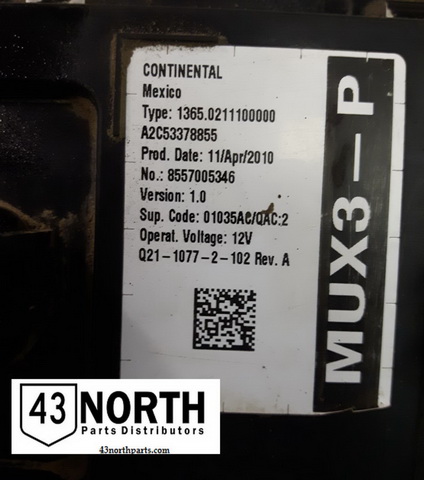 CONTINENTAL
Mexico
Type: 1365.0211100000
A2C53378855
Prod. Date: 11/Apr/2010
No.: 8557005346
Version: 1.0
Sup. Code: 01035AC/QAC:2
Operat. Voltage: 12V
Q21-1077-2-102 Rev. A
MUX3-P
43 NORTH
Parts Distributors
43northparts.com